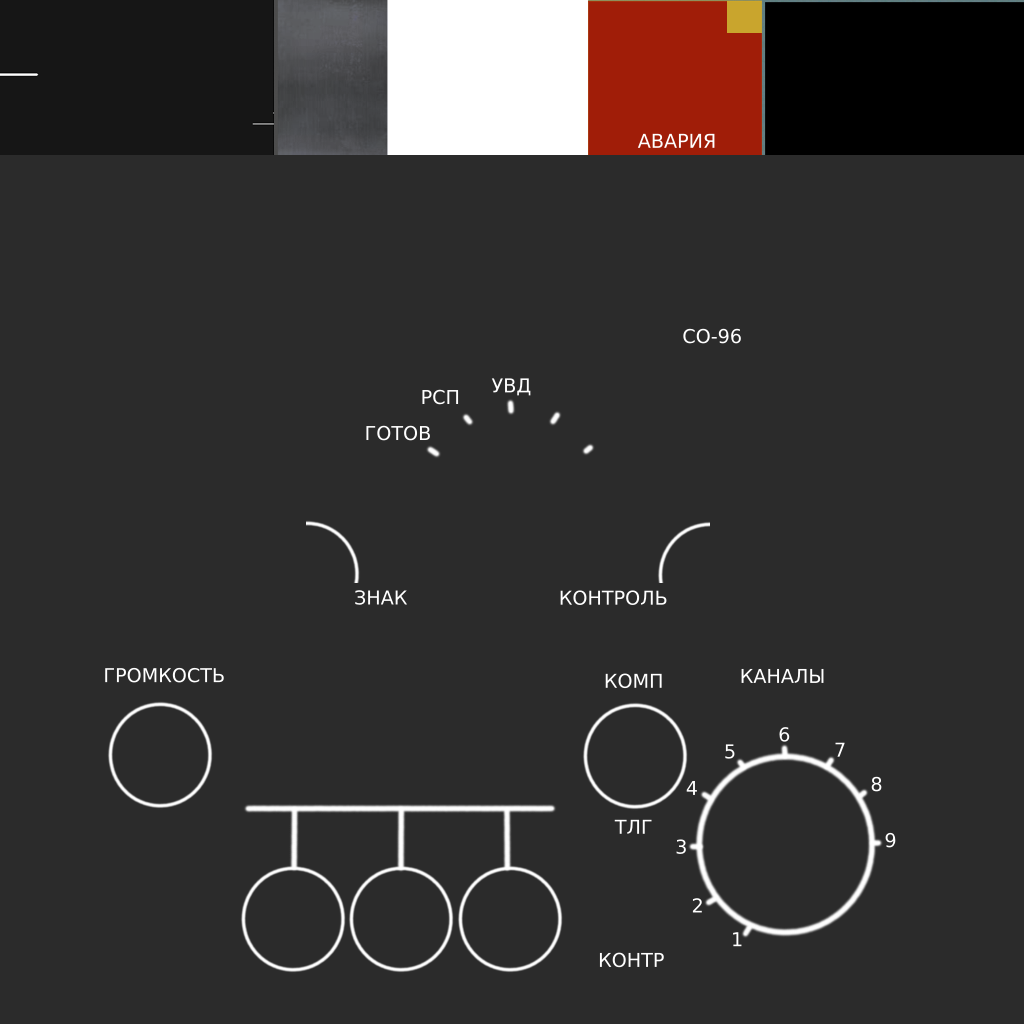 АВАРИЯ
СО-96
УВД
РСП
ГОТОВ
ЗНАК
КОНТРОЛЬ
ГРОМКОСТЬ
КОМП
КАНАЛЫ
6
5
7
4
8
ТЛГ
3
9
2
1
КОНТР